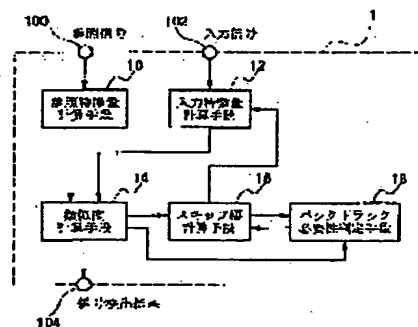 参照信号
入力信号
100
102
1
10
12
参照特徴量
計算手段
入力特徴量
計算手段
14
16
18
類似度
計算手段
スキップ幅
計算手段
バックトラック
必要性判定手段
104